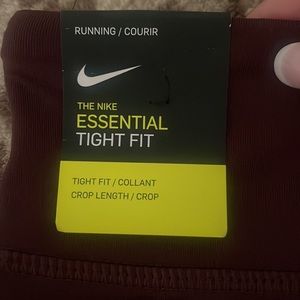 RUNNING / COURIR
THE NIKE
ESSENTIAL
TIGHT FIT
TIGHT FIT / COLLANT
CROP LENGTH / CROP